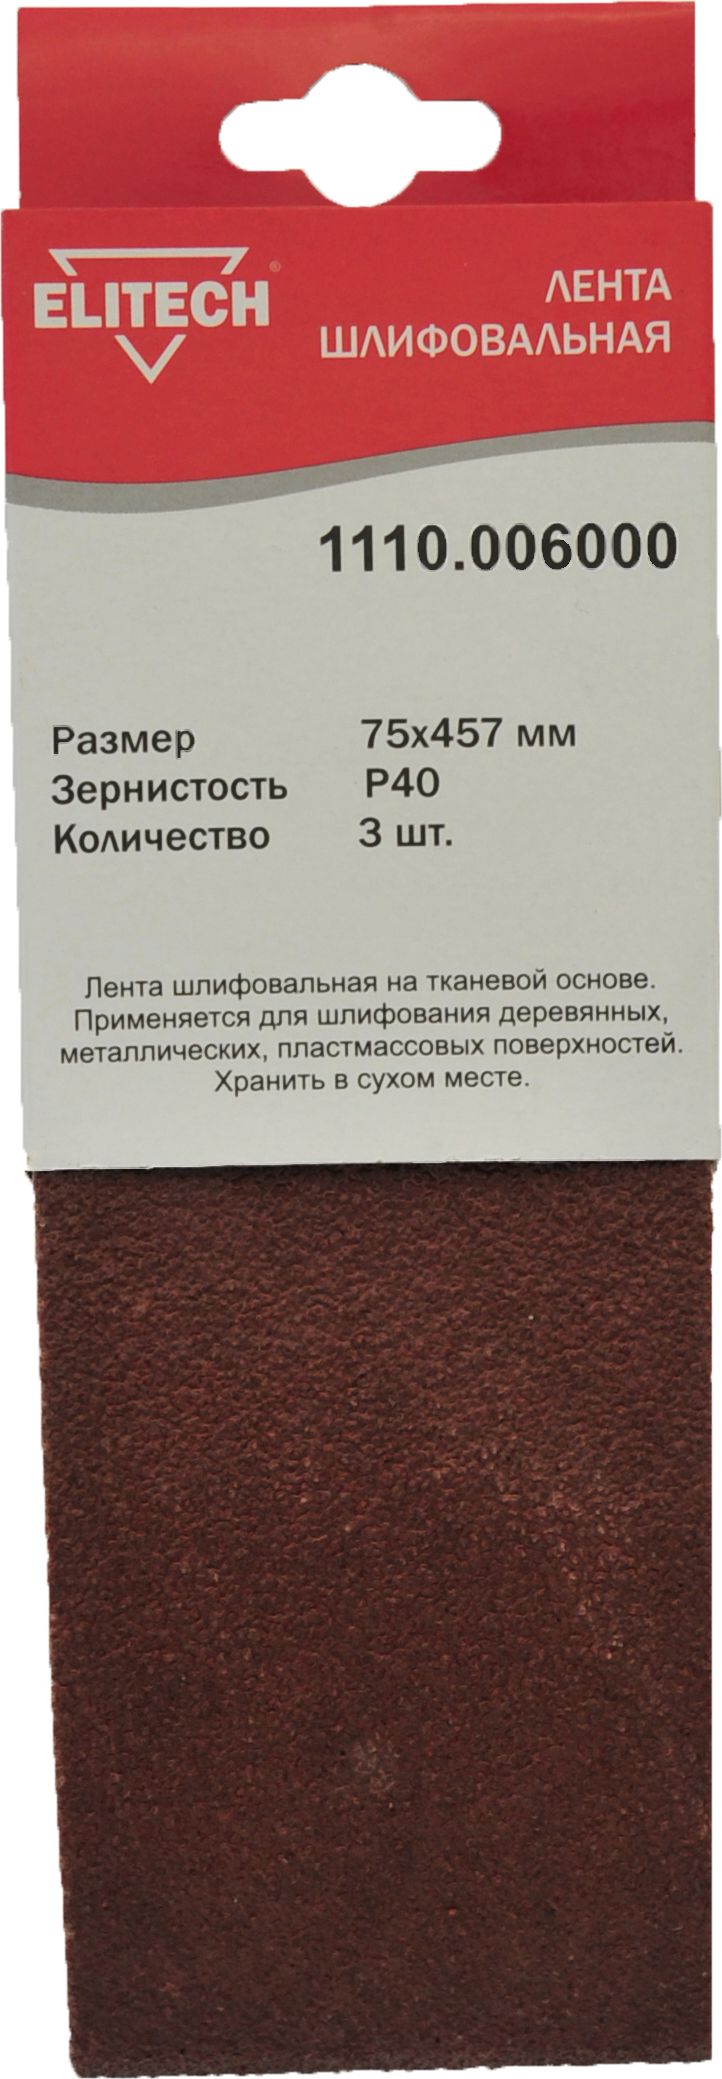 ELITECH®
ЛЕНТА
ШЛИФОВАЛЬНАЯ
1110.006000
Размер 75x457 мм
Зернистость P40
Количество 3 шт.
Лента шлифовальная на тканевой основе.
Применяется для шлифования деревянных,
металлических, пластмассовых поверхностей.
Хранить в сухом месте.